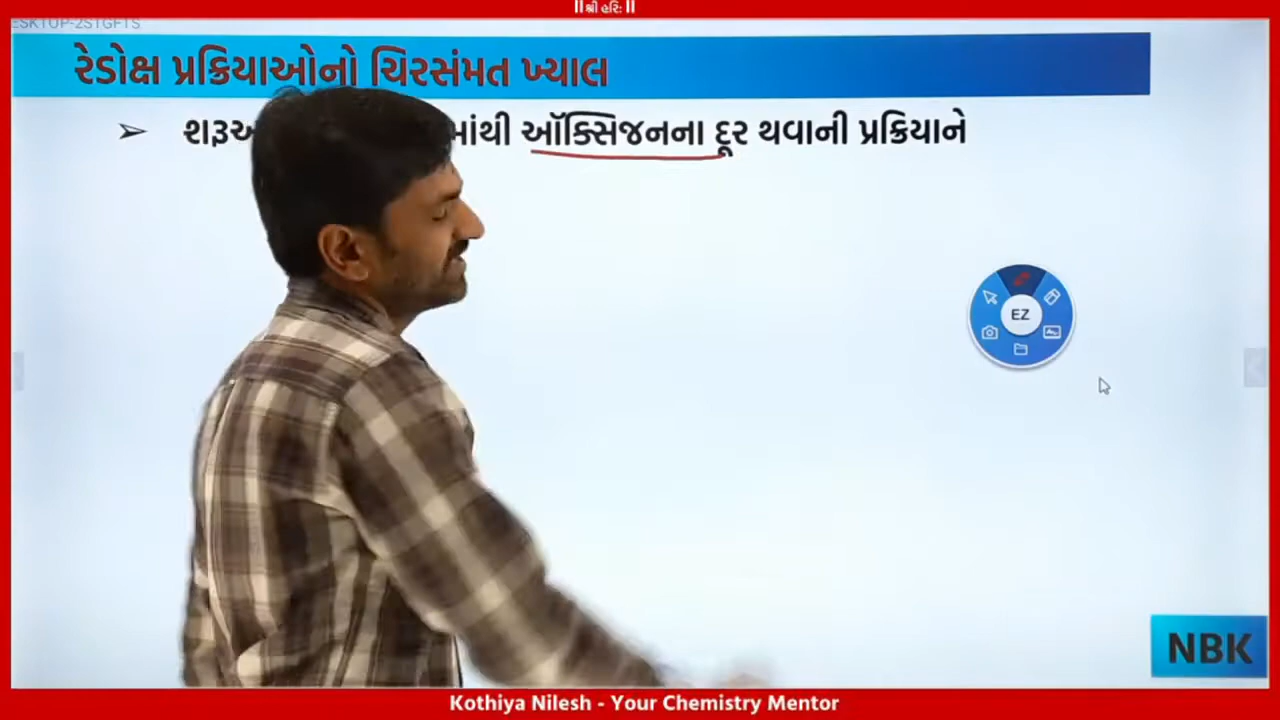 ॥ શ્રી હરિઃ ॥
ESKTOP-2STGFTS
રેડોક્ષ પ્રક્રિયાઓનો ચિરસંમત ખ્યાલ
➢ શરૂઆ માંથી ઑક્સિજનના દૂર થવાની પ્રક્રિયાને
EZ
NBK
Kothiya Nilesh - Your Chemistry Mentor